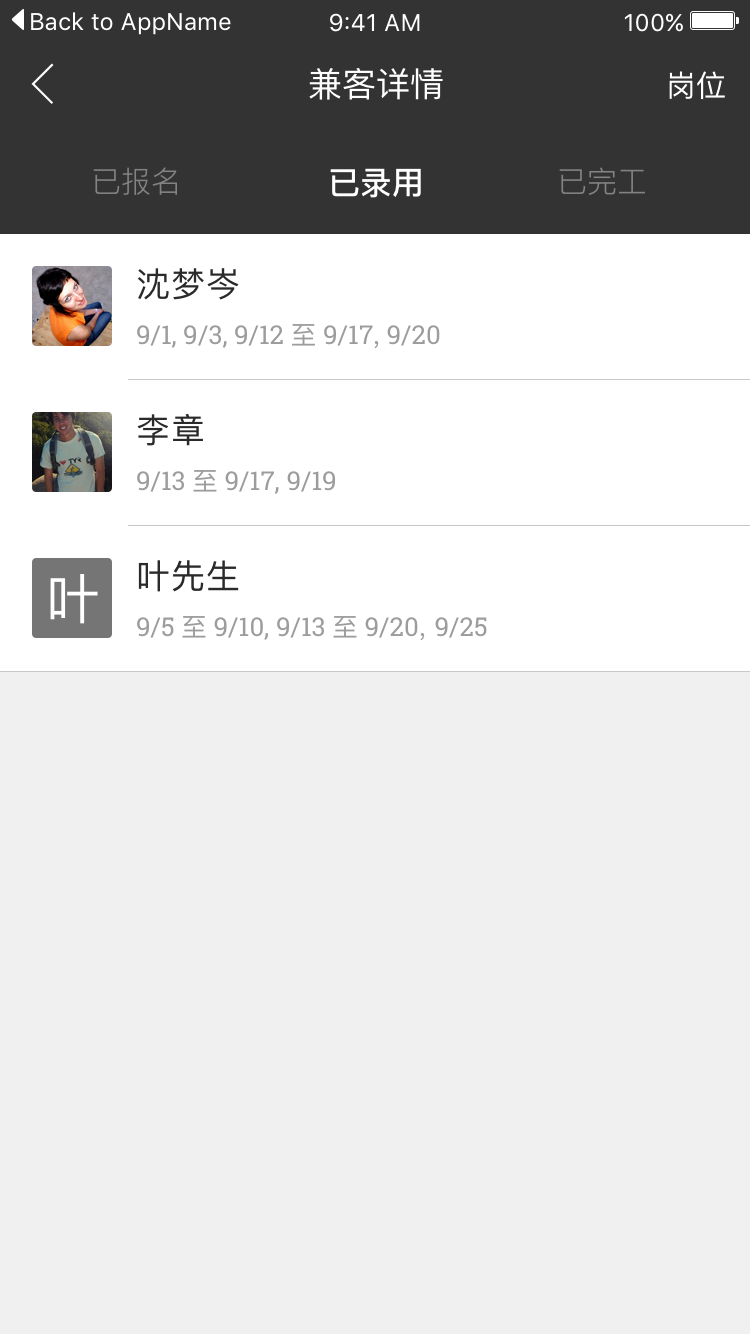 Back to AppName 9:41 AM 100%
兼客详情 岗位
已报名 已录用 已完工
沈梦岑
9/1, 9/3, 9/12 至 9/17, 9/20
李章
9/13 至 9/17, 9/19
叶 叶先生
9/5 至 9/10, 9/13 至 9/20, 9/25